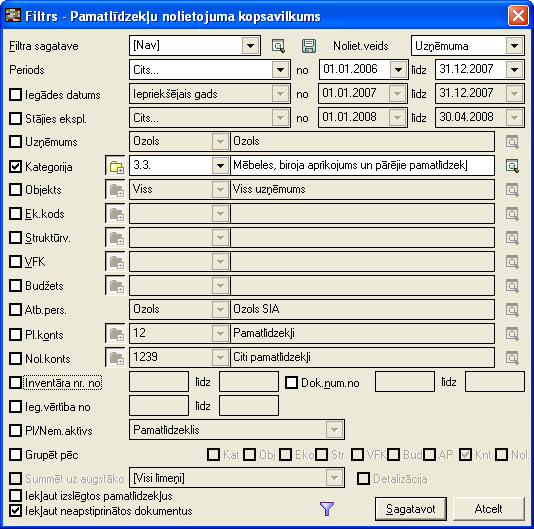 Filtrs - Pamatlīdzekļu nolietojuma kopsavilkums
Filtra sagatave [Nav] Noliet.veids Uzņēmuma
Periods Cits... no 01.01.2006 līdz 31.12.2007
Iegādes datums Iepriekšējais gads no 01.01.2007 līdz 31.12.2007
Stājies ekspl. Cits... no 01.01.2008 līdz 30.04.2008
Uzņēmums Ozols Ozols
Kategorija 3.3. Mēbeles, biroja aprīkojums un pārējie pamatlīdzekļ
Objekts Viss Viss uzņēmums
Ek.kods
Struktūrv.
VFK
Budžets
Atb.pers. Ozols Ozols SIA
Pl.konts 12 Pamatlīdzekļi
Nol.konts 1239 Citi pamatlīdzekļi
Inventāra nr. no līdz Dok.num.no līdz
Ieg.vērtība no līdz
Pl/Nem.aktīvs Pamatlīdzeklis
Grupēt pēc Kat Obj Eko Str VFK Bud AP Knt. Nol.
Summēt uz augstāko [Visi līmeņi] Detalizācija
Iekļaut izslēgtos pamatlīdzekļus
Iekļaut neapstiprinātos dokumentus Sagatavot Atcelt